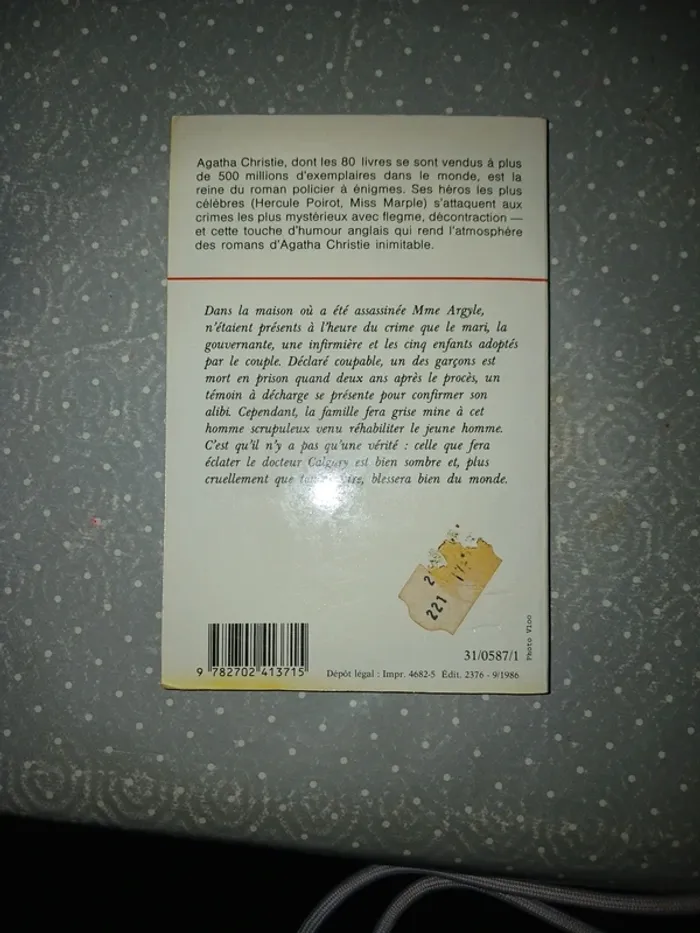 Agatha Christie, dont les 80 livres se sont vendus à plus
de 500 millions d'exemplaires dans le monde, est la
reine du roman policier à énigmes. Ses héros les plus
célèbres (Hercule Poirot, Miss Marple) s'attaquent aux
crimes les plus mystérieux avec flegme, décontraction —
et cette touche d'humour anglais qui rend l'atmosphère
des romans d'Agatha Christie inimitable.
Dans la maison où a été assassinée Mme Argyle,
n'étaient présents à l'heure du crime que le mari, la
gouvernante, une infirmière et les cinq enfants adoptés
par le couple. Déclaré coupable, un des garçons est
mort en prison quand deux ans après le procès, un
témoin à décharge se présente pour confirmer son
alibi. Cependant, la famille fera grise mine à cet
homme scrupuleux venu réhabiliter le jeune homme.
C'est qu'il n'y a pas qu'une vérité : celle que fera
éclater le docteur Calgary est bien sombre et, plus
cruellement que blessera bien du monde.
2
17
221
31/0587/1
Photo Vloo
9 782702 413715
Dépôt légal : Impr. 4682-5 Édit. 2376 - 9/1986